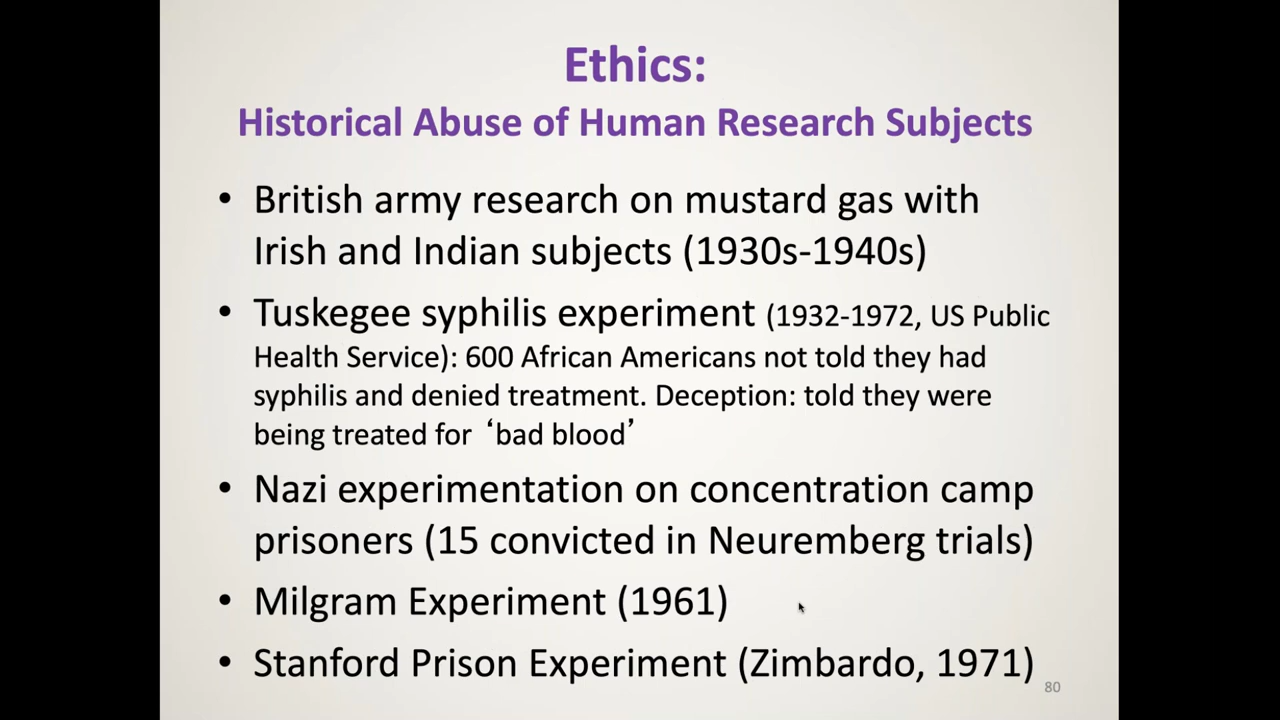 Ethics:
Historical Abuse of Human Research Subjects
• British army research on mustard gas with
Irish and Indian subjects (1930s-1940s)
• Tuskegee syphilis experiment (1932-1972, US Public
Health Service): 600 African Americans not told they had
syphilis and denied treatment. Deception: told they were
being treated for ‘bad blood’
• Nazi experimentation on concentration camp
prisoners (15 convicted in Neuremberg trials)
• Milgram Experiment (1961)
• Stanford Prison Experiment (Zimbardo, 1971)
80